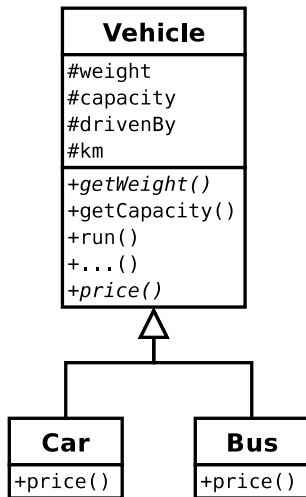 Vehicle
#weight
#capacity
#drivenBy
#km
+getWeight()
+getCapacity()
+run()
+...()
+price()
Car
+price()
Bus
+price()